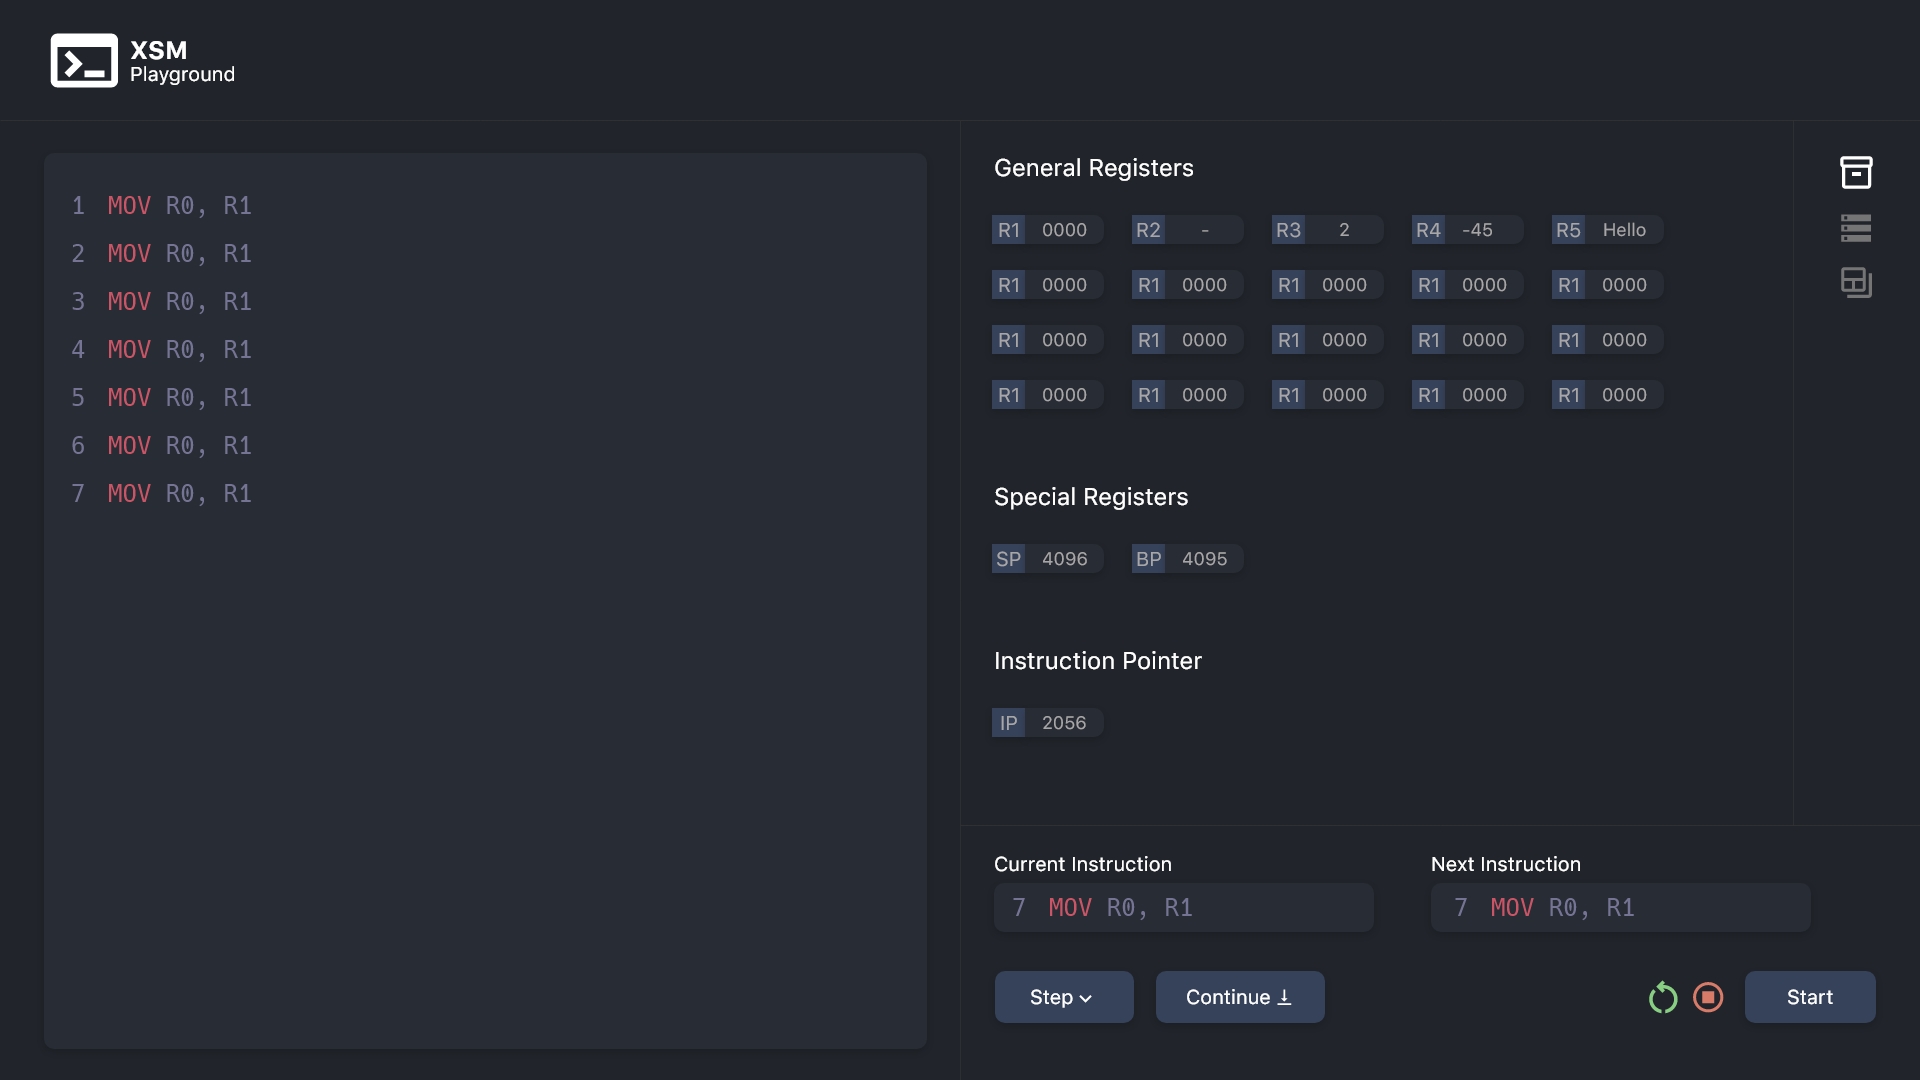 XSM
Playground
1 MOV R0, R1
2 MOV R0, R1
3 MOV R0, R1
4 MOV R0, R1
5 MOV R0, R1
6 MOV R0, R1
7 MOV R0, R1
General Registers
R1 0000 R2 - R3 2 R4 -45 R5 Hello
R1 0000 R1 0000 R1 0000 R1 0000 R1 0000
R1 0000 R1 0000 R1 0000 R1 0000 R1 0000
R1 0000 R1 0000 R1 0000 R1 0000 R1 0000
Special Registers
SP 4096 BP 4095
Instruction Pointer
IP 2056
Current Instruction
7 MOV R0, R1
Next Instruction
7 MOV R0, R1
Step Continue Start